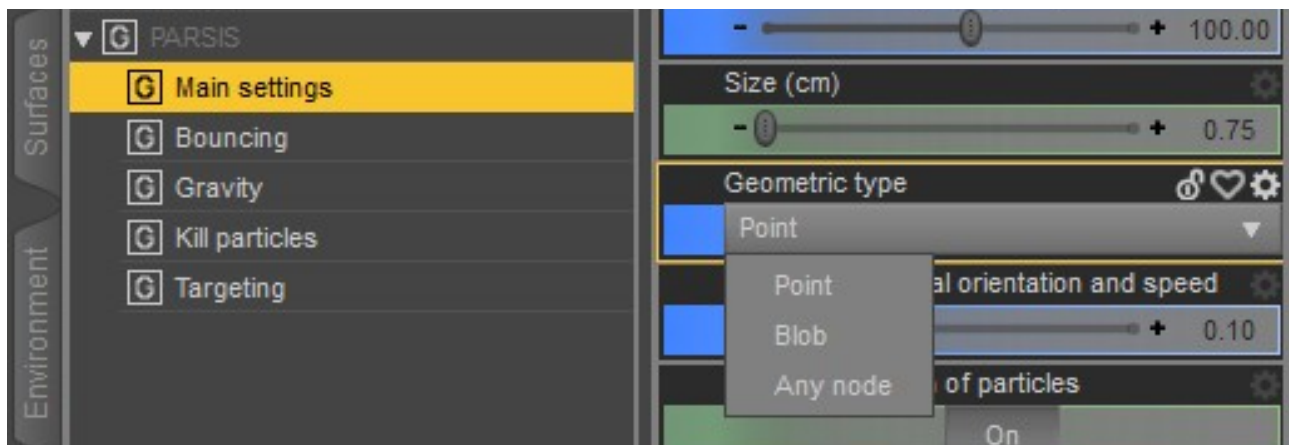 Surfaces
Environment
G PARSIS
G Main settings
G Bouncing
G Gravity
G Kill particles
G Targeting
- + 100.00
Size (cm)
- + 0.75
Geometric type
Point
Point
Blob
Any node
al orientation and speed
+ 0.10
of particles
On